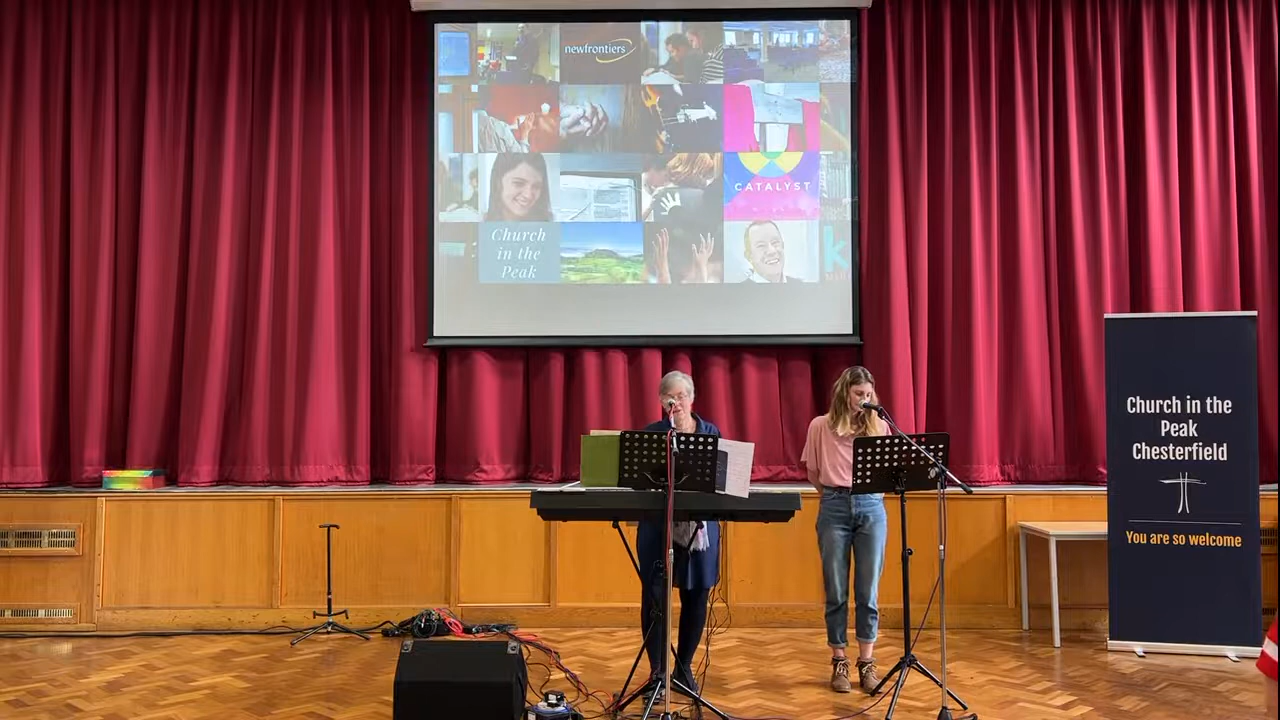 newfrontiers
CATALYST
Church
in the
Peak
k
Church in the
Peak
Chesterfield
You are so welcome